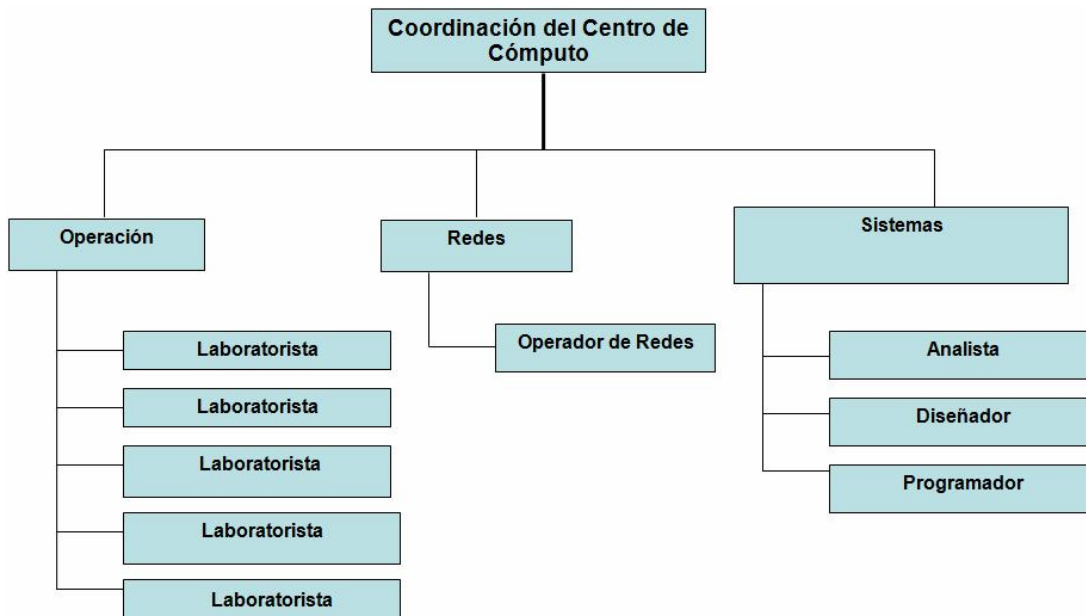 Coordinación del Centro de
Cómputo
Operación
Redes
Sistemas
Laboratorista
Laboratorista
Laboratorista
Laboratorista
Laboratorista
Operador de Redes
Analista
Diseñador
Programador